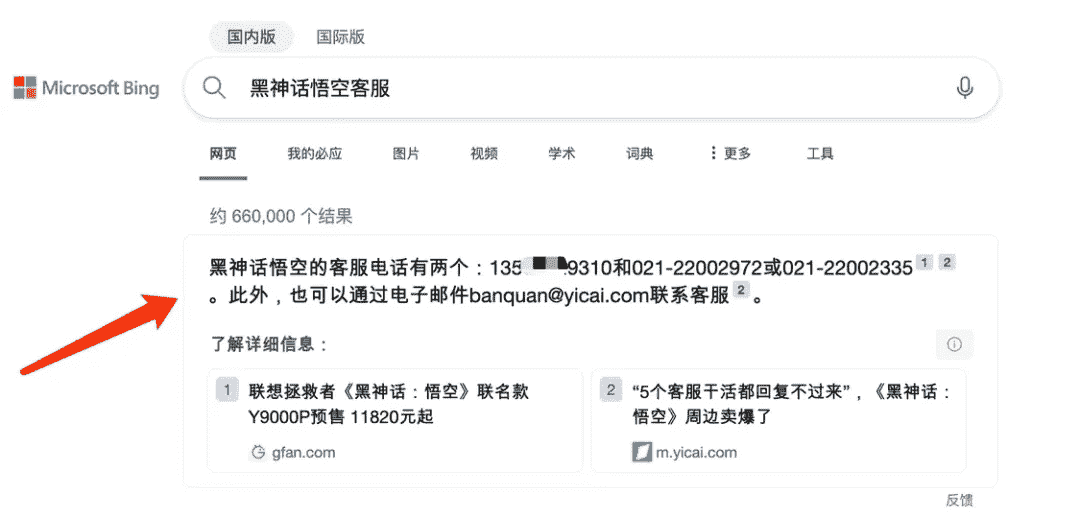 国内版 国际版
Microsoft Bing
黑神话悟空客服
网页 我的必应 图片 视频 学术 词典 更多 工具
约 660,000 个结果
黑神话悟空的客服电话有两个：135 9310和021-22002972或021-22002335 1 2
。此外，也可以通过电子邮件banquan@yicai.com联系客服 2 。
了解详细信息：
1 联想拯救者《黑神话：悟空》联名款
Y9000P预售 11820元起
gfan.com
2 “5个客服干活都回复不过来”，《黑神话：
悟空》周边卖爆了
m.yicai.com
反馈